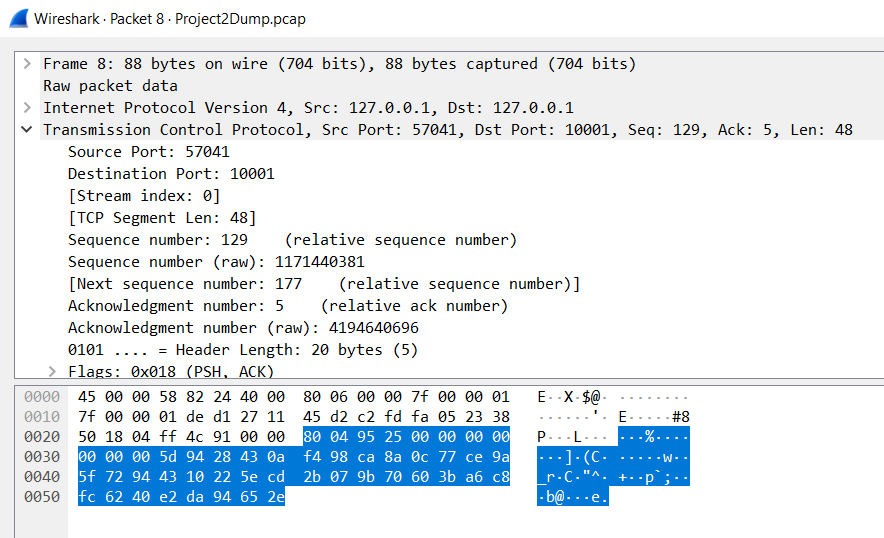 Wireshark · Packet 8 · Project2Dump.pcap
Frame 8: 88 bytes on wire (704 bits), 88 bytes captured (704 bits)
Raw packet data
Internet Protocol Version 4, Src: 127.0.0.1, Dst: 127.0.0.1
Transmission Control Protocol, Src Port: 57041, Dst Port: 10001, Seq: 129, Ack: 5, Len: 48
Source Port: 57041
Destination Port: 10001
[Stream index: 0]
[TCP Segment Len: 48]
Sequence number: 129    (relative sequence number)
Sequence number (raw): 1171440381
[Next sequence number: 177    (relative sequence number)]
Acknowledgment number: 5    (relative ack number)
Acknowledgment number (raw): 4194640696
0101 .... = Header Length: 20 bytes (5)
Flags: 0x018 (PSH, ACK)
0000 45 00 00 58 82 24 40 00 80 06 00 00 7f 00 00 01 E··X·$@· ········
0010 7f 00 00 01 de d1 27 11 45 d2 c2 fd fa 05 23 38 ······'· E·····#8
0020 50 18 04 ff 4c 91 00 00 80 04 95 25 00 00 00 00 P···L··· ···%····
0030 00 00 00 5d 94 28 43 0a f4 98 ca 8a 0c 77 ce 9a ···]·(C· ·····w··
0040 5f 72 94 43 10 22 5e cd 2b 07 9b 70 60 3b a6 c8 _r·C·"^· +··p`;··
0050 fc 62 40 e2 da 94 65 2e ·b@···e.